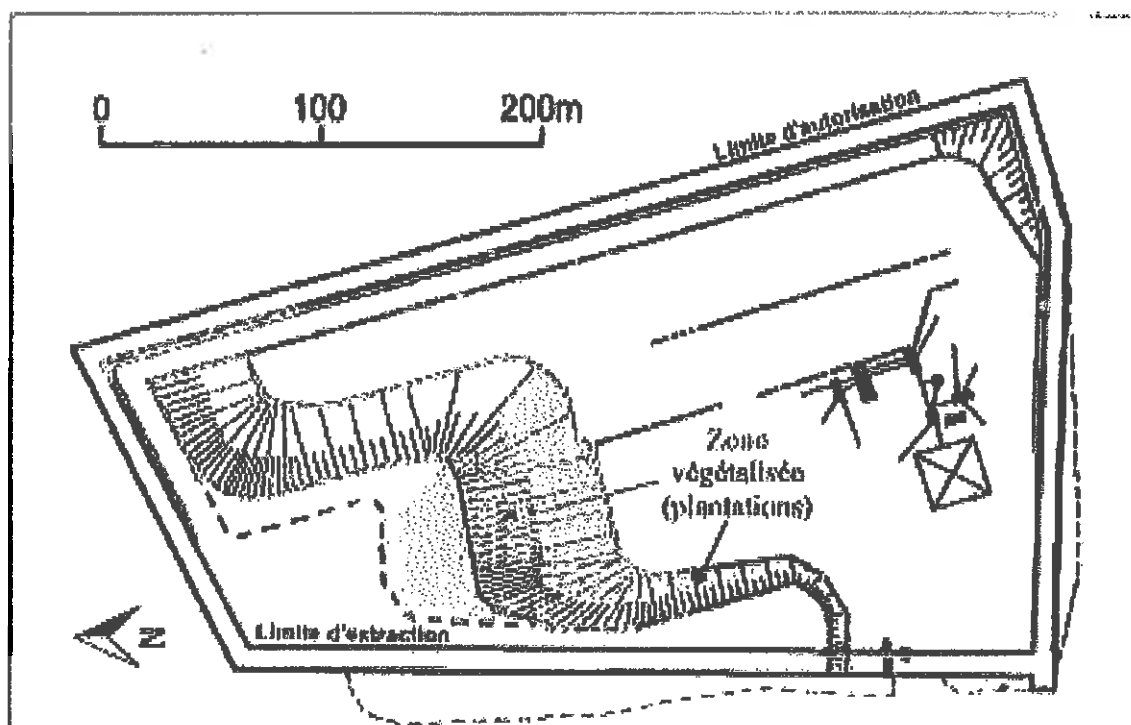 0 100 200m
Limite d'autorisation
Zone
végétalisée
(plantations)
Limite d'extraction
N